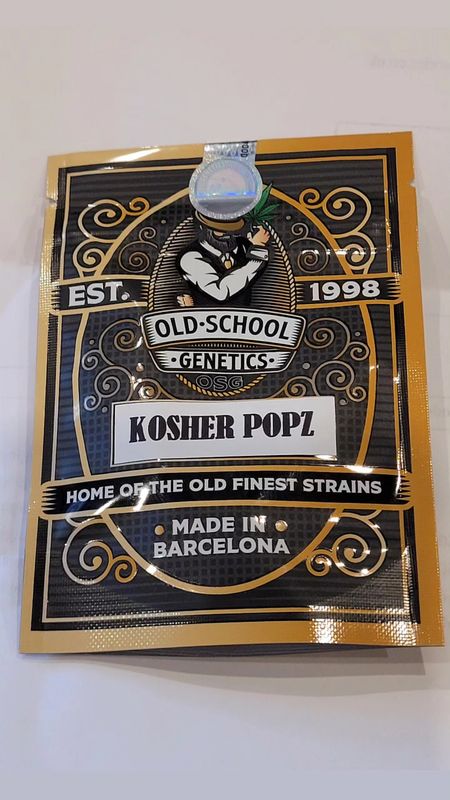 EST.
1998
OLD-SCHOOL
·GENETICS·
OSG
KOSHER POPZ
HOME OF THE OLD FINEST STRAINS
MADE IN
BARCELONA